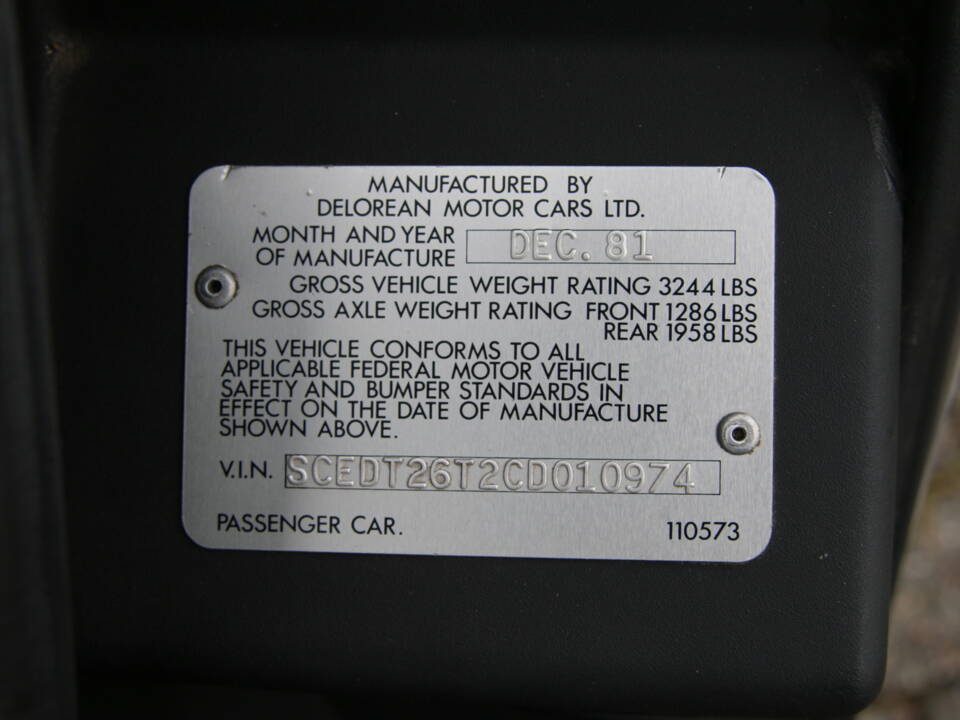 MANUFACTURED BY
DELOREAN MOTOR CARS LTD.
MONTH AND YEAR
OF MANUFACTURE DEC. 81
GROSS VEHICLE WEIGHT RATING 3244 LBS
GROSS AXLE WEIGHT RATING FRONT 1286 LBS
REAR 1958 LBS
THIS VEHICLE CONFORMS TO ALL
APPLICABLE FEDERAL MOTOR VEHICLE
SAFETY AND BUMPER STANDARDS IN
EFFECT ON THE DATE OF MANUFACTURE
SHOWN ABOVE.
V.I.N. SCEDT26T2CD010974
PASSENGER CAR. 110573